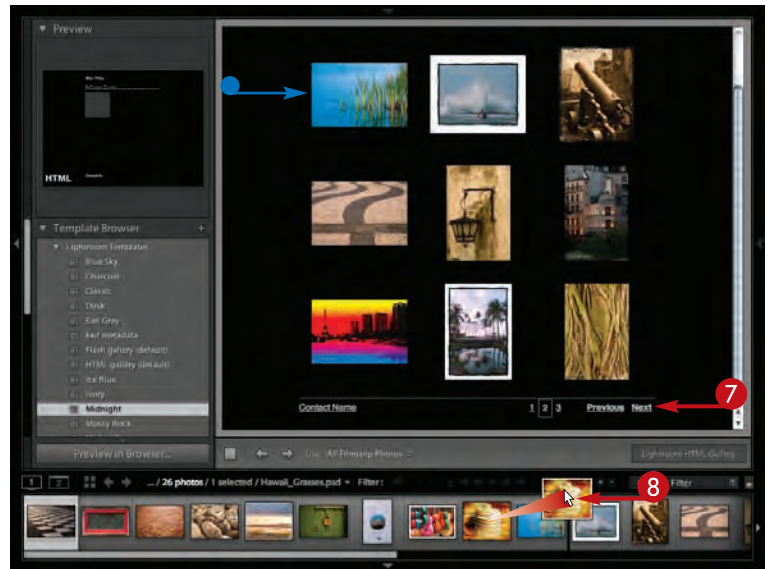 Preview
HTML
Template Browser +
Lightroom Templates
Blue Sky
Charcoal
Classic
Dusk
Earl Grey
Exif metadata
Flash gallery (default)
HTML gallery (default)
Ice Blue
Ivory
Midnight
Mossy Rock
Preview in Browser...
Contact Name
1 2 3 Previous Next
7
Use: All Filmstrip Photos
Lightroom HTML Gallery
1 2 .../ 26 photos / 1 selected / Hawaii_Grasses.psd Filter: Filter
8